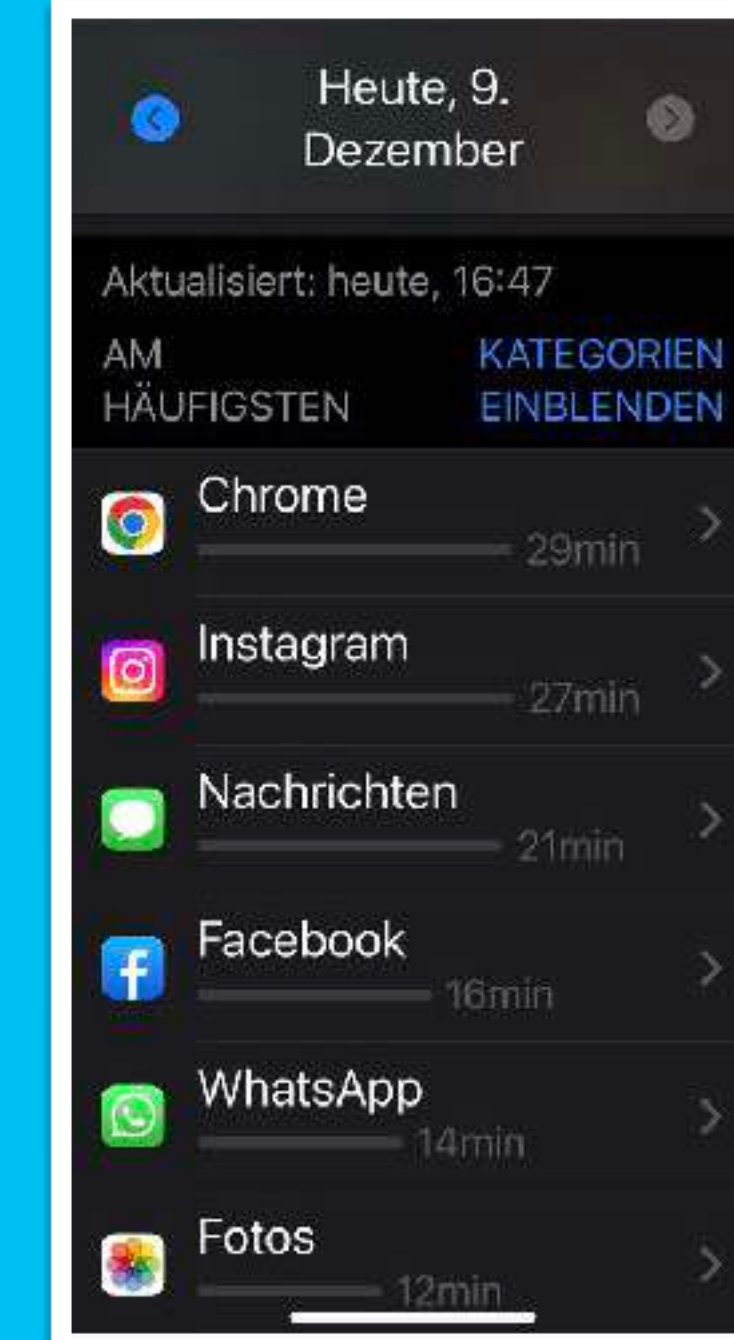 Heute, 9.
Dezember
Aktualisiert: heute, 16:47
AM
HÄUFIGSTEN
KATEGORIEN
EINBLENDEN
Chrome
29min
Instagram
27min
Nachrichten
21min
Facebook
16min
WhatsApp
14min
Fotos
12min